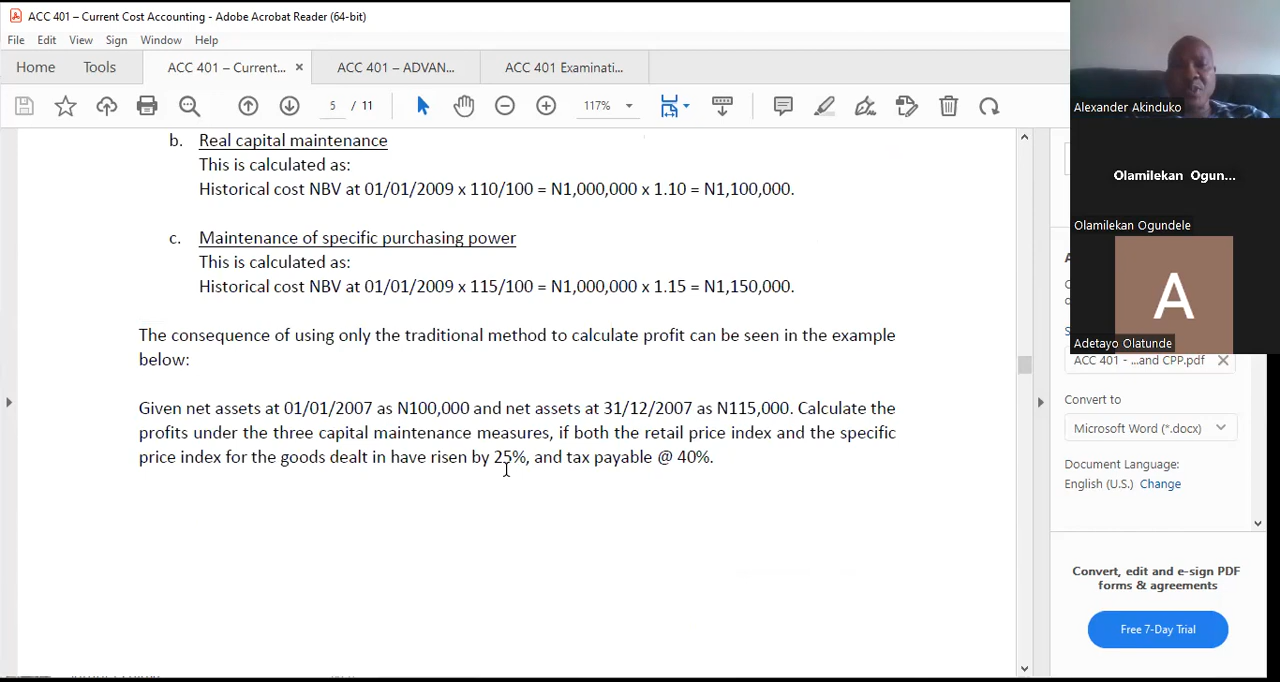 ACC 401 – Current Cost Accounting - Adobe Acrobat Reader (64-bit)
File Edit View Sign Window Help
Home Tools ACC 401 – Current... × ACC 401 – ADVAN... ACC 401 Examinati...
5 / 11 117%
b. Real capital maintenance
This is calculated as:
Historical cost NBV at 01/01/2009 x 110/100 = N1,000,000 x 1.10 = N1,100,000.
c. Maintenance of specific purchasing power
This is calculated as:
Historical cost NBV at 01/01/2009 x 115/100 = N1,000,000 x 1.15 = N1,150,000.
The consequence of using only the traditional method to calculate profit can be seen in the example
below:
Given net assets at 01/01/2007 as N100,000 and net assets at 31/12/2007 as N115,000. Calculate the
profits under the three capital maintenance measures, if both the retail price index and the specific
price index for the goods dealt in have risen by 25%, and tax payable @ 40%.
Alexander Akinduko
Olamilekan Ogun...
Olamilekan Ogundele
A
Adetayo Olatunde
ACC 401 - ...and CPP.pdf
Convert to
Microsoft Word (*.docx)
Document Language:
English (U.S.) Change
Convert, edit and e-sign PDF
forms & agreements
Free 7-Day Trial